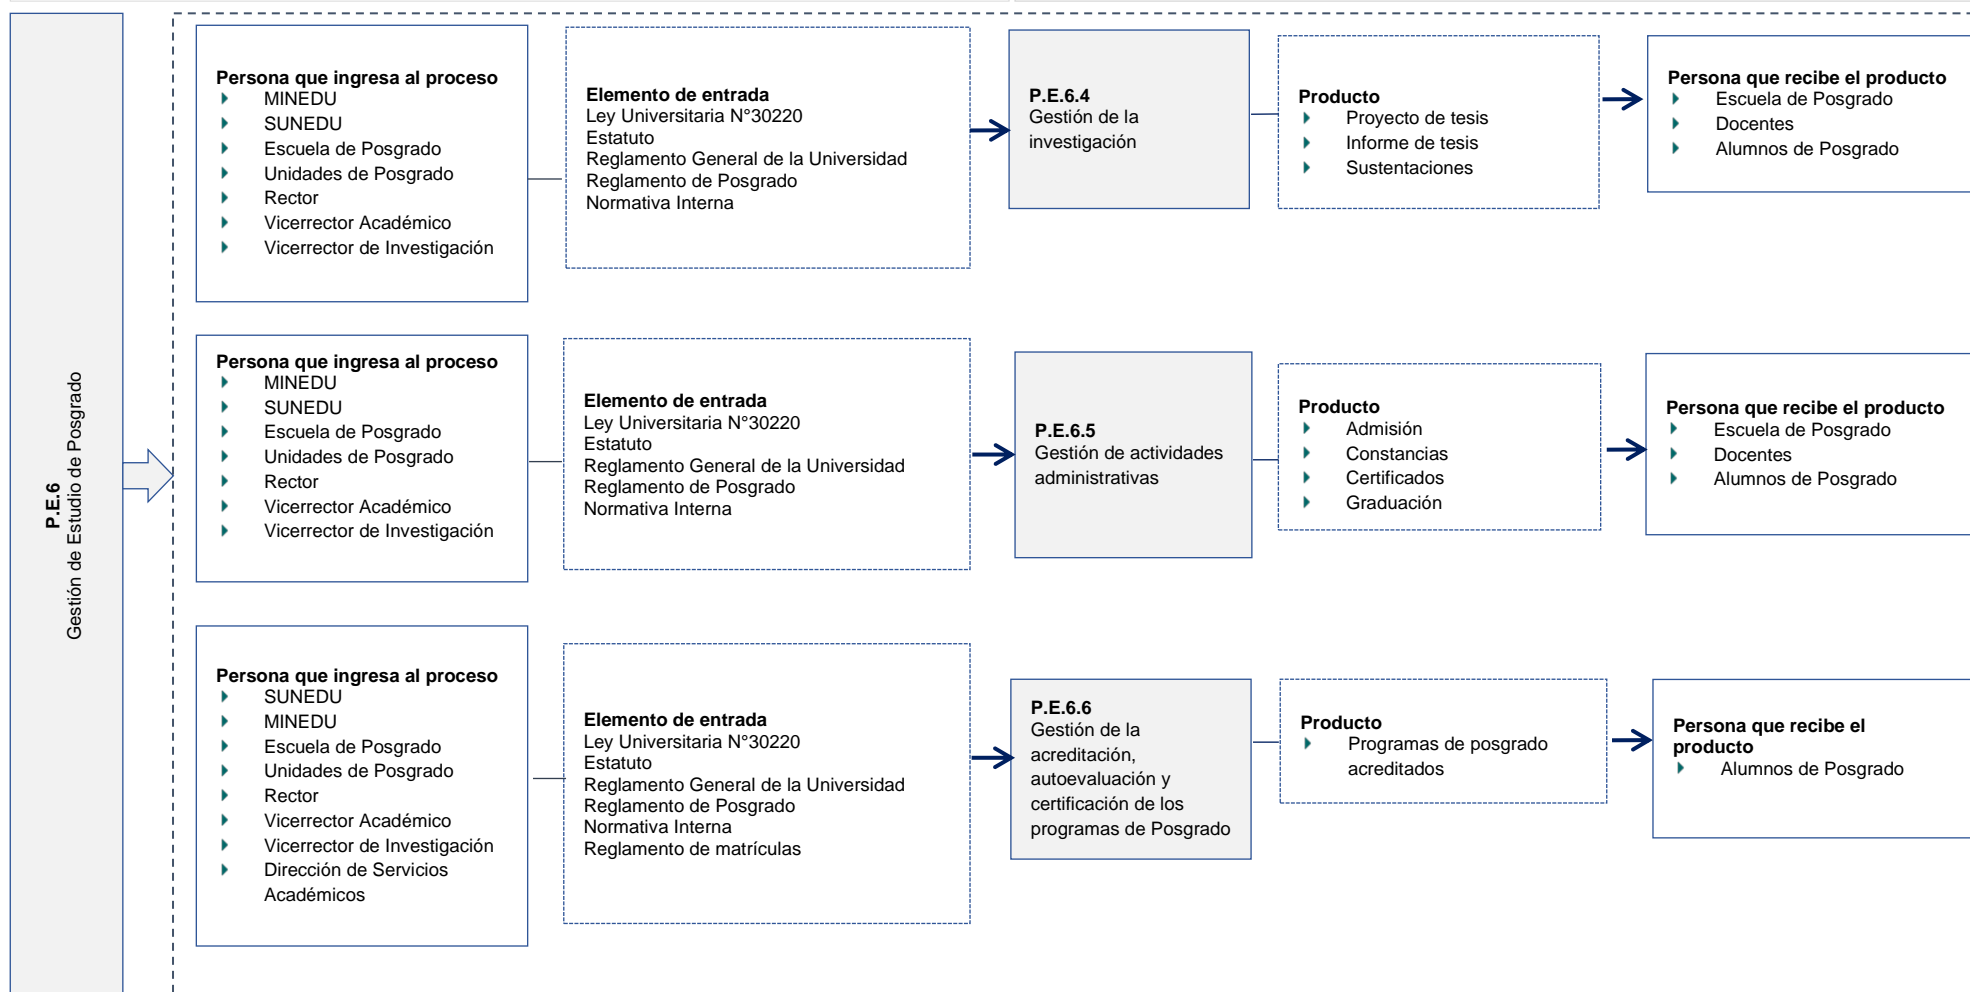 P.E.6
Gestión de Estudio de Posgrado
Persona que ingresa al proceso
MINEDU
SUNEDU
Escuela de Posgrado
Unidades de Posgrado
Rector
Vicerrector Académico
Vicerrector de Investigación
Elemento de entrada
Ley Universitaria N°30220
Estatuto
Reglamento General de la Universidad
Reglamento de Posgrado
Normativa Interna
P.E.6.4
Gestión de la
investigación
Producto
Proyecto de tesis
Informe de tesis
Sustentaciones
Persona que recibe el producto
Escuela de Posgrado
Docentes
Alumnos de Posgrado
Persona que ingresa al proceso
MINEDU
SUNEDU
Escuela de Posgrado
Unidades de Posgrado
Rector
Vicerrector Académico
Vicerrector de Investigación
Elemento de entrada
Ley Universitaria N°30220
Estatuto
Reglamento General de la Universidad
Reglamento de Posgrado
Normativa Interna
P.E.6.5
Gestión de actividades
administrativas
Producto
Admisión
Constancias
Certificados
Graduación
Persona que recibe el producto
Escuela de Posgrado
Docentes
Alumnos de Posgrado
Persona que ingresa al proceso
SUNEDU
MINEDU
Escuela de Posgrado
Unidades de Posgrado
Rector
Vicerrector Académico
Vicerrector de Investigación
Dirección de Servicios
Académicos
Elemento de entrada
Ley Universitaria N°30220
Estatuto
Reglamento General de la Universidad
Reglamento de Posgrado
Normativa Interna
Reglamento de matrículas
P.E.6.6
Gestión de la
acreditación,
autoevaluación y
certificación de los
programas de Posgrado
Producto
Programas de posgrado
acreditados
Persona que recibe el
producto
Alumnos de Posgrado